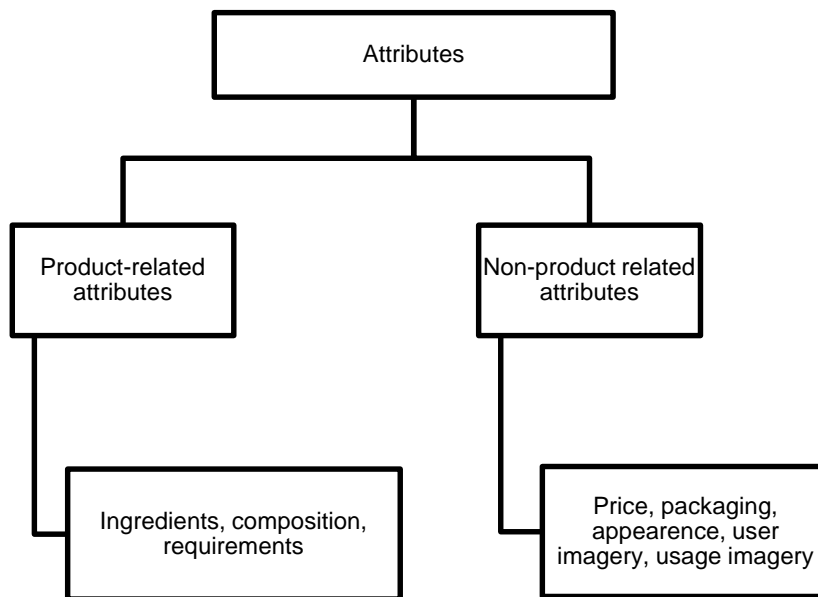 Attributes
Product-related
attributes
Non-product related
attributes
Ingredients, composition,
requirements
Price, packaging,
appearence, user
imagery, usage imagery